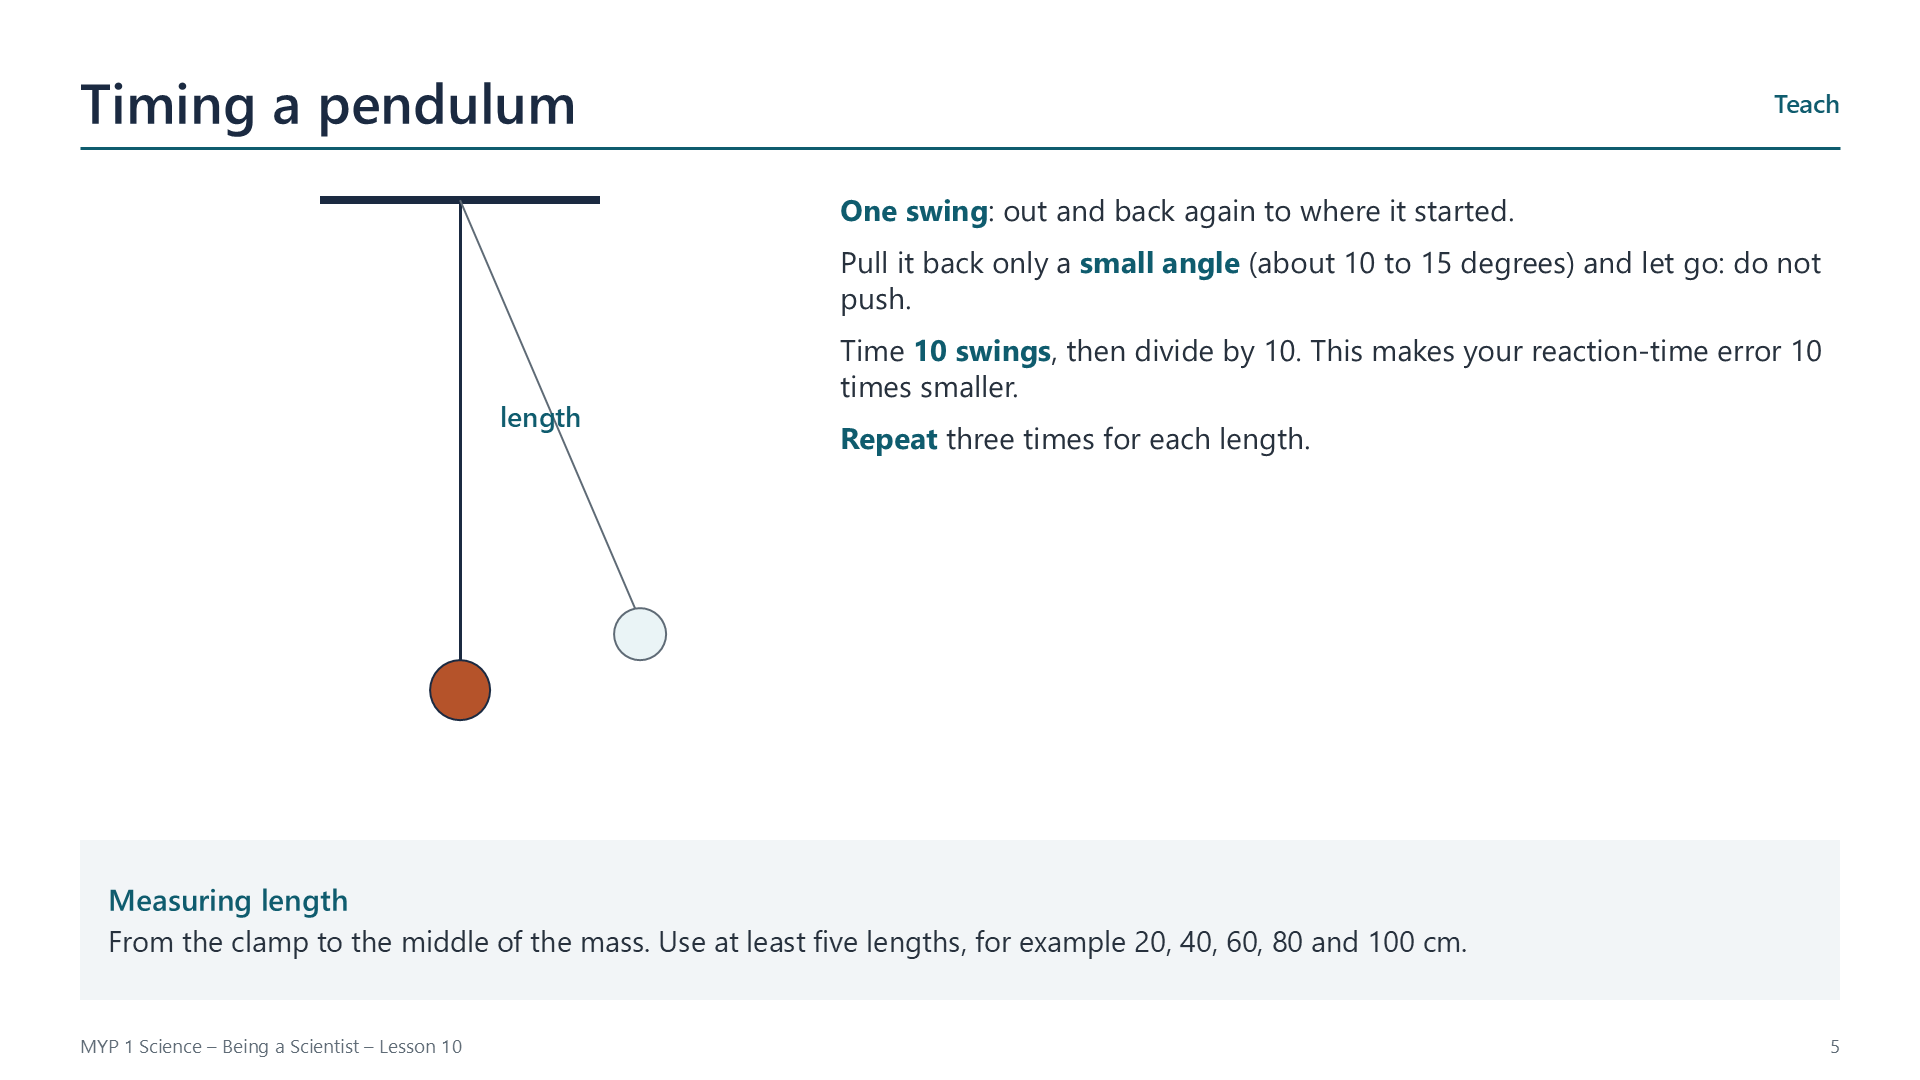 Timing a pendulum
Teach
length
One swing: out and back again to where it started.
Pull it back only a small angle (about 10 to 15 degrees) and let go: do not
push.
Time 10 swings, then divide by 10. This makes your reaction-time error 10
times smaller.
Repeat three times for each length.
Measuring length
From the clamp to the middle of the mass. Use at least five lengths, for example 20, 40, 60, 80 and 100 cm.
MYP 1 Science – Being a Scientist – Lesson 10
5